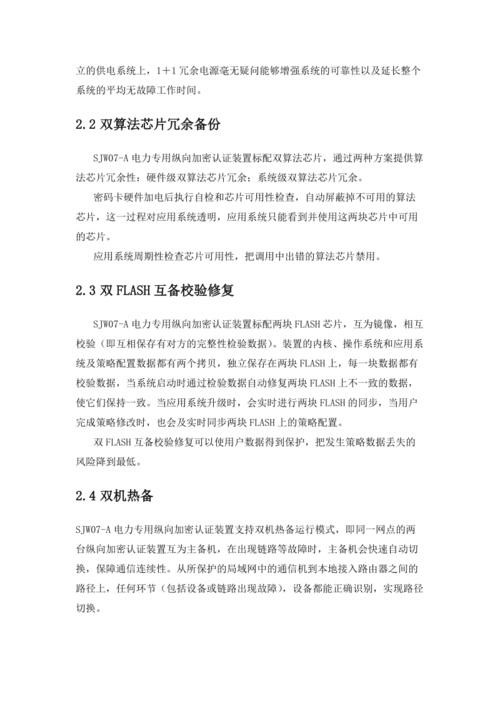 立的供电系统上，1＋1 冗余电源毫无疑问能够增强系统的可靠性以及延长整个
系统的平均无故障工作时间。
2.2 双算法芯片冗余备份
SJW07-A 电力专用纵向加密认证装置标配双算法芯片，通过两种方案提供算
法芯片冗余性：硬件级双算法芯片冗余；系统级双算法芯片冗余。
密码卡硬件加电后执行自检和芯片可用性检查，自动屏蔽掉不可用的算法
芯片，这一过程对应用系统透明，应用系统只能看到并使用这两块芯片中可用
的芯片。
应用系统周期性检查芯片可用性，把调用中出错的算法芯片禁用。
2.3 双 FLASH 互备校验修复
SJW07-A 电力专用纵向加密认证装置标配两块 FLASH 芯片，互为镜像，相互
校验（即互相保存有对方的完整性检验数据）。装置的内核、操作系统和应用系
统及策略配置数据都有两个拷贝，独立保存在两块 FLASH 上，每一块数据都有
校验数据，当系统启动时通过检验数据自动修复两块 FLASH 上不一致的数据，
使它们保持一致。当应用系统升级时，会实时进行两块 FLASH 的同步，当用户
完成策略修改时，也会及时同步两块 FLASH 上的策略配置。
双 FLASH 互备校验修复可以使用户数据得到保护，把发生策略数据丢失的
风险降到最低。
2.4 双机热备
SJW07-A 电力专用纵向加密认证装置支持双机热备运行模式，即同一网点的两
台纵向加密认证装置互为主备机，在出现链路等故障时，主备机会快速自动切
换，保障通信连续性。从所保护的局域网中的通信机到本地接入路由器之间的
路径上，任何环节（包括设备或链路出现故障），设备都能正确识别，实现路径
切换。